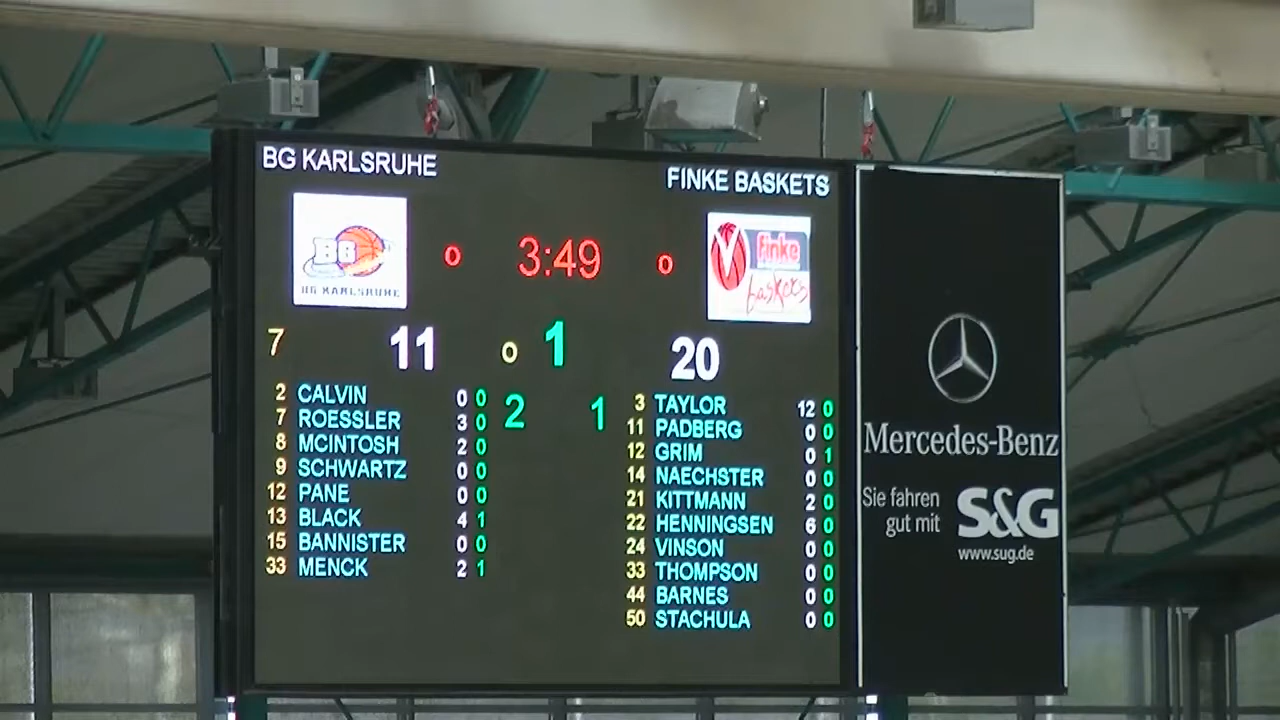 BG KARLSRUHE
FINKE BASKETS
BG
BG KARLSRUHE
finke
baskets
0 3:49 0
7 11 0 1 20
2 1
2 CALVIN 0 0
7 ROESSLER 3 0
8 MCINTOSH 2 0
9 SCHWARTZ 0 0
12 PANE 0 0
13 BLACK 4 1
15 BANNISTER 0 0
33 MENCK 2 1
3 TAYLOR 12 0
11 PADBERG 0 0
12 GRIM 0 1
14 NAECHSTER 0 0
21 KITTMANN 2 0
22 HENNINGSEN 6 0
24 VINSON 0 0
33 THOMPSON 0 0
44 BARNES 0 0
50 STACHULA 0 0
Mercedes-Benz
Sie fahren
gut mit
S&G
www.sug.de